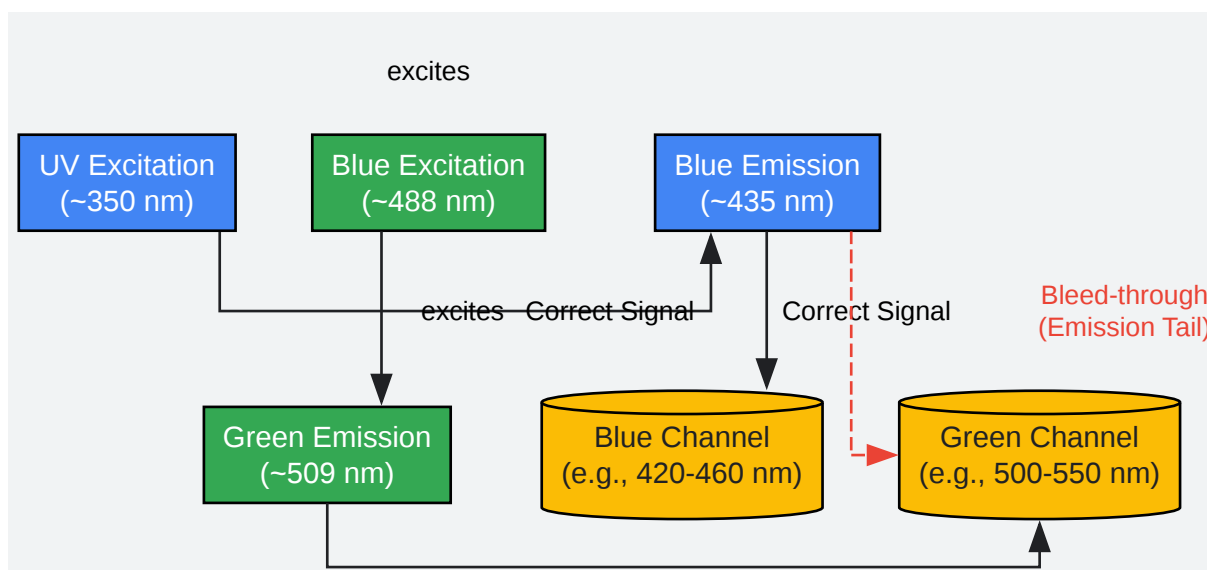 excites
UV Excitation
(~350 nm)
Blue Excitation
(~488 nm)
Blue Emission
(~435 nm)
excites
Correct Signal
Correct Signal
Bleed-through
(Emission Tail)
Green Emission
(~509 nm)
Blue Channel
(e.g., 420-460 nm)
Green Channel
(e.g., 500-550 nm)